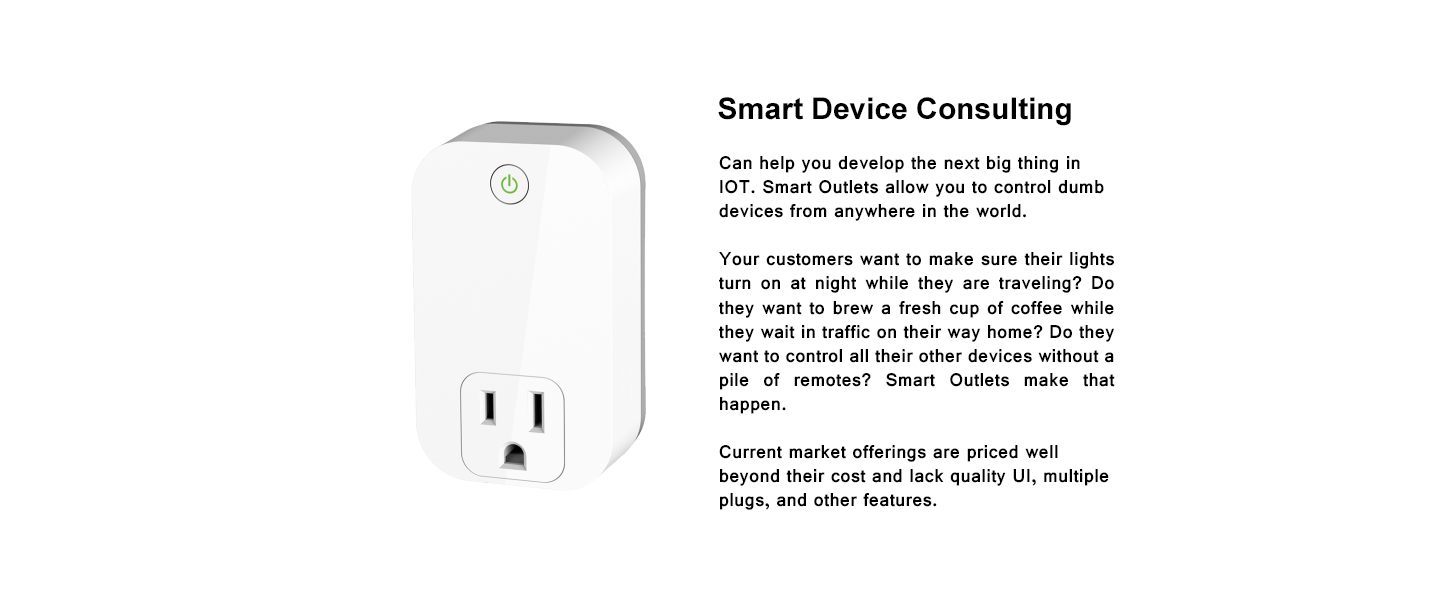 Smart Device Consulting
Can help you develop the next big thing in
IOT. Smart Outlets allow you to control dumb
devices from anywhere in the world.
Your customers want to make sure their lights
turn on at night while they are traveling? Do
they want to brew a fresh cup of coffee while
they wait in traffic on their way home? Do they
want to control all their other devices without a
pile of remotes? Smart Outlets make that
happen.
Current market offerings are priced well
beyond their cost and lack quality UI, multiple
plugs, and other features.